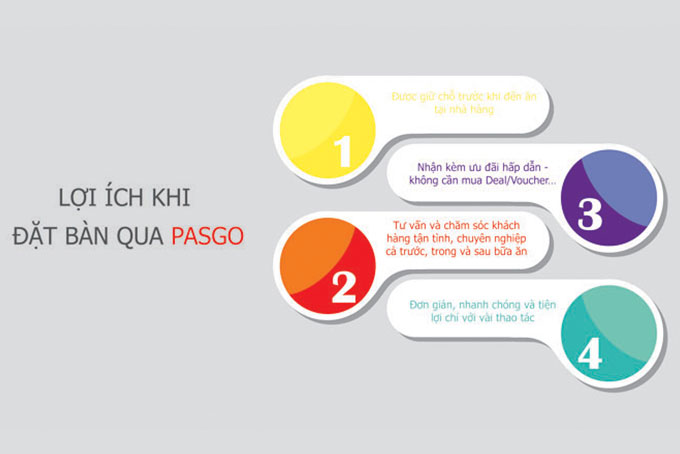 LỢI ÍCH KHI
ĐẶT BÀN QUA PASGO
Được giữ chỗ trước khi đến ăn
tại nhà hàng
1
Nhận kèm ưu đãi hấp dẫn -
không cần mua Deal/Voucher...
3
Tư vấn và chăm sóc khách
hàng tận tình, chuyên nghiệp
cả trước, trong và sau bữa ăn
2
Đơn giản, nhanh chóng và tiện
lợi chỉ với vài thao tác
4